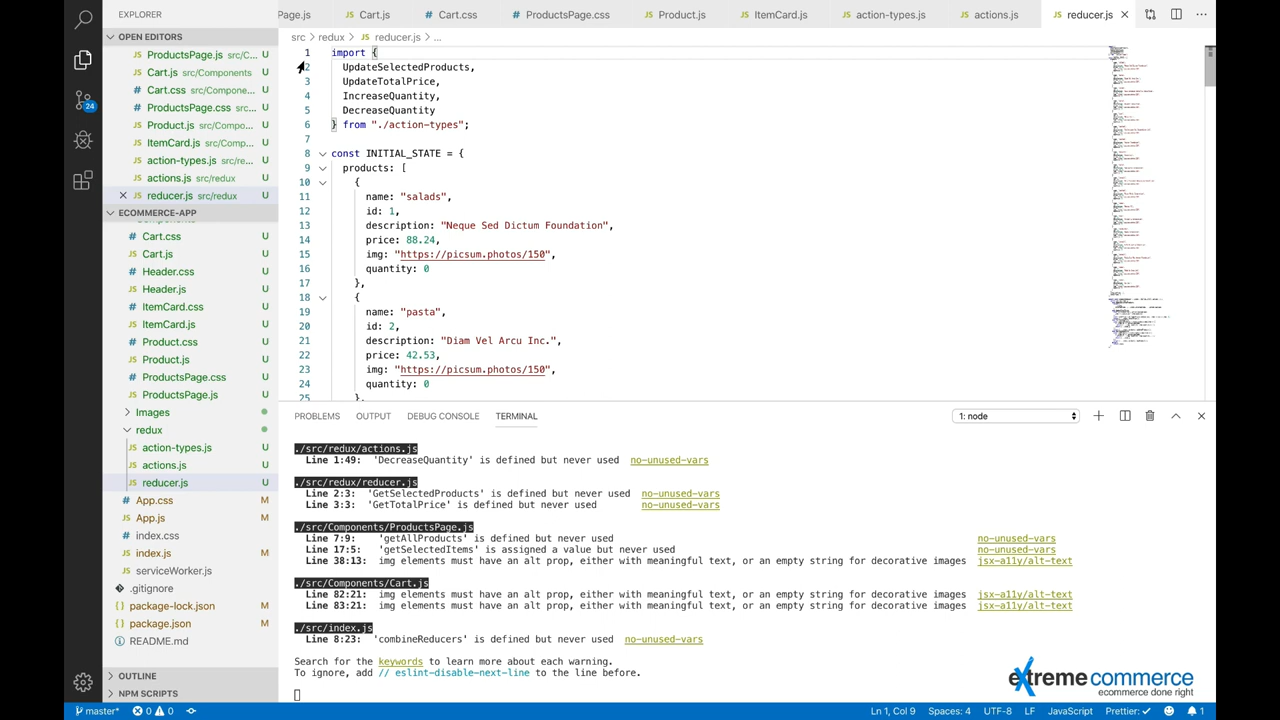 EXPLORER
OPEN EDITORS
ProductsPage.js src/C... U
Cart.js src/Components U
Cart.css src/Compone... U
ProductsPage.css src... U
Product.js src/Comp... U
ItemCard.js src/Comp... U
action-types.js src/re... U
actions.js src/redux U
reducer.js src/redux U
ECOMMERCE-APP
Cart.css U
Cart.js U
Header.css U
Header.js U
ItemCard.css U
ItemCard.js U
Product.css U
Product.js U
ProductsPage.css U
ProductsPage.js U
Images
redux
action-types.js U
actions.js U
reducer.js U
App.css M
App.js M
index.css
index.js M
serviceWorker.js
.gitignore
package-lock.json M
package.json M
README.md
OUTLINE
NPM SCRIPTS
24
Page.js Cart.js Cart.css ProductsPage.css Product.js ItemCard.js action-types.js actions.js reducer.js
src > redux > reducer.js > ...
1 import {
2 UpdateSelectedProducts,
3 UpdateTotalPrice,
4 IncreaseQuantity,
5 DecreaseQuantity
6 } from "./action-types";
7
8 const INITIAL_STATE = {
9 products: [
10 {
11 name:
12 id: 1,
13 Foundation",
14 price: 88.24,
15 img: "http://picsum.photos/150",
16 quantity: 0
17 },
18 {
19 name:
20 id: 2,
21 Vel
22 price: 32.53,
23 img: "https://picsum.photos/150",
24 quantity: 0
25 },
PROBLEMS OUTPUT DEBUG CONSOLE TERMINAL 1: node
./src/redux/actions.js
Line 1:49: 'DecreaseQuantity' is defined but never used no-unused-vars
./src/redux/reducer.js
Line 2:3: 'GetSelectedProducts' is defined but never used no-unused-vars
Line 3:3: 'GetTotalPrice' is defined but never used no-unused-vars
./src/Components/ProductsPage.js
Line 7:9: 'getAllProducts' is defined but never used no-unused-vars
Line 17:5: 'getSelectedItems' is assigned a value but never used no-unused-vars
Line 38:13: img elements must have an alt prop, either with meaningful text, or an empty string for decorative images jsx-a11y/alt-text
./src/Components/Cart.js
Line 82:21: img elements must have an alt prop, either with meaningful text, or an empty string for decorative images jsx-a11y/alt-text
Line 83:21: img elements must have an alt prop, either with meaningful text, or an empty string for decorative images jsx-a11y/alt-text
./src/index.js
Line 8:23: 'combineReducers' is defined but never used no-unused-vars
Search for the keywords to learn more about each warning.
To ignore, add // eslint-disable-next-line to the line before.
extreme commerce
ecommerce done right
master* 0 0 Ln 1, Col 9 Spaces: 4 UTF-8 LF JavaScript Prettier: ✓ 1